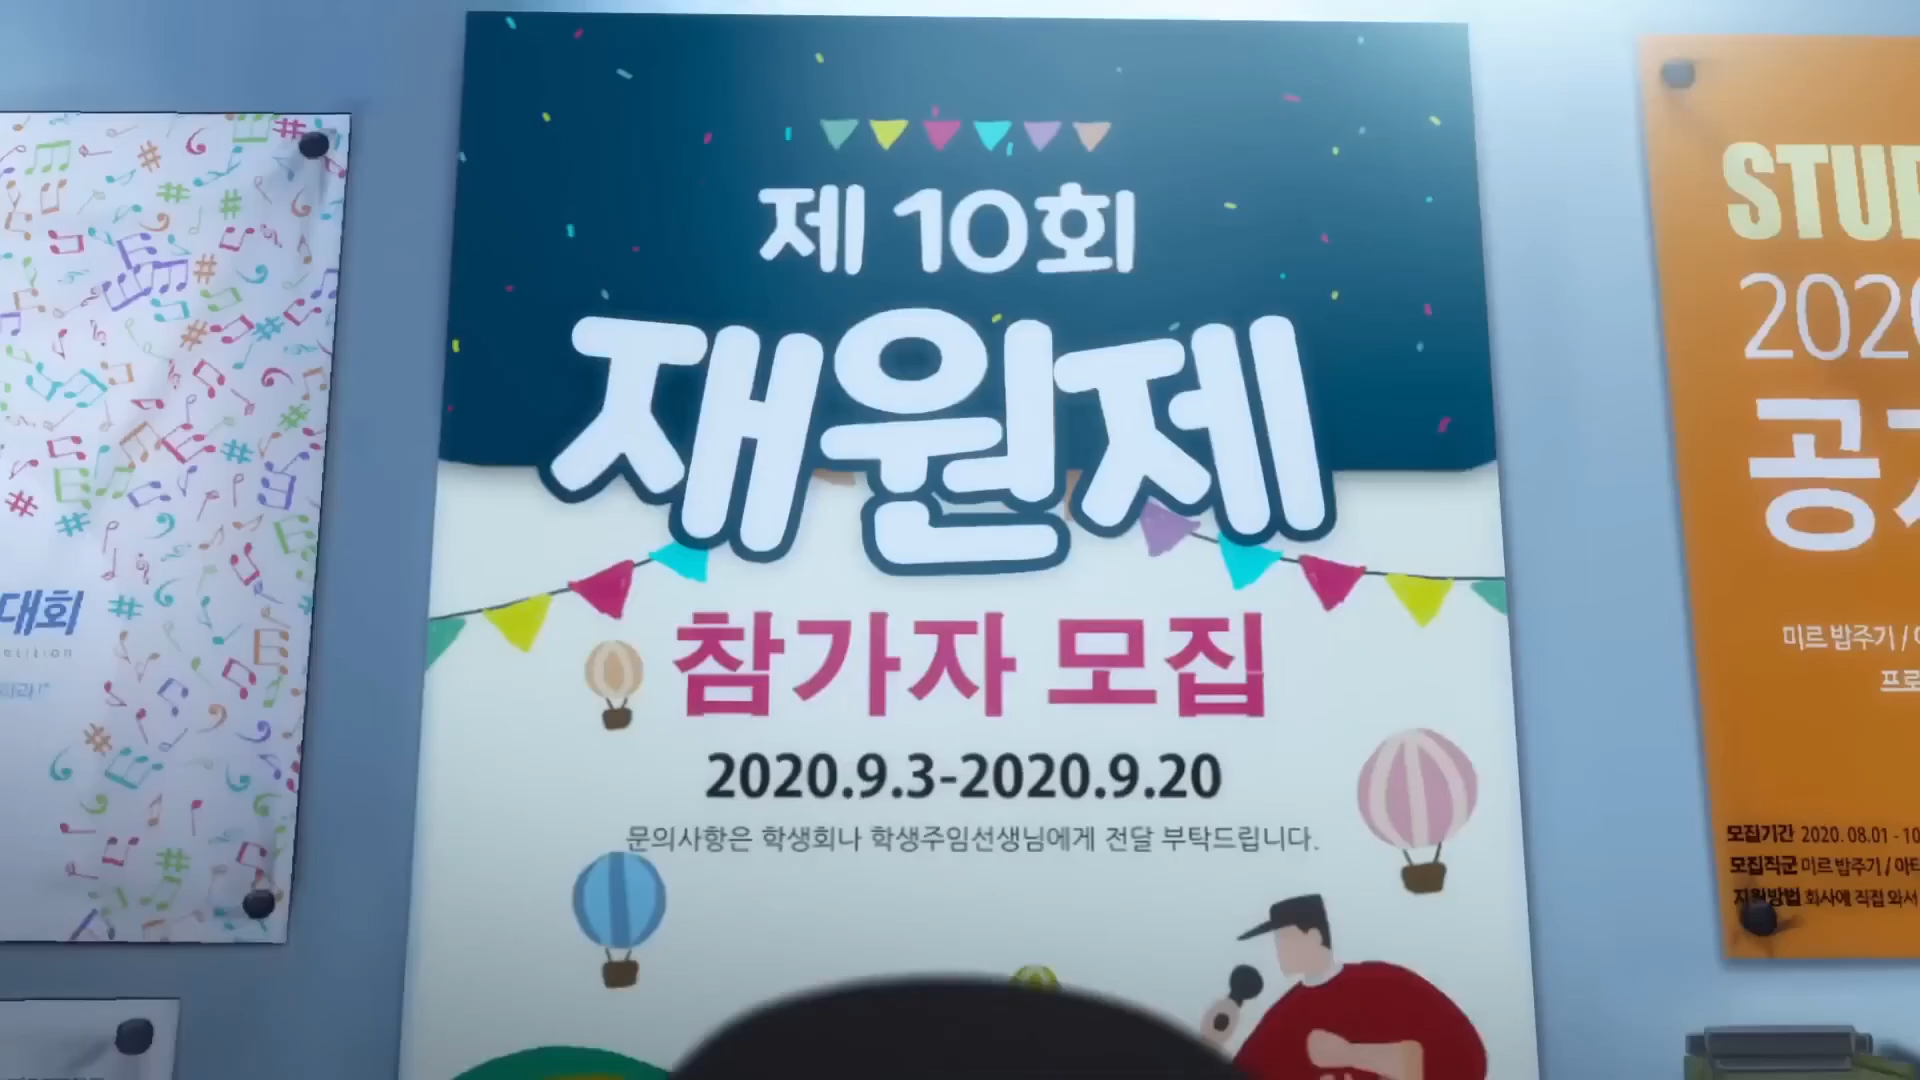 제 10회
재원제
참가자 모집
2020.9.3-2020.9.20
문의사항은 학생회나 학생주임선생님에게 전달 부탁드립니다.
대회
미르 밥주기 /
모집기간 2020. 08.01 - 10
모집직군 미르 밥주기 /
지원방법 회사에 직접 와서